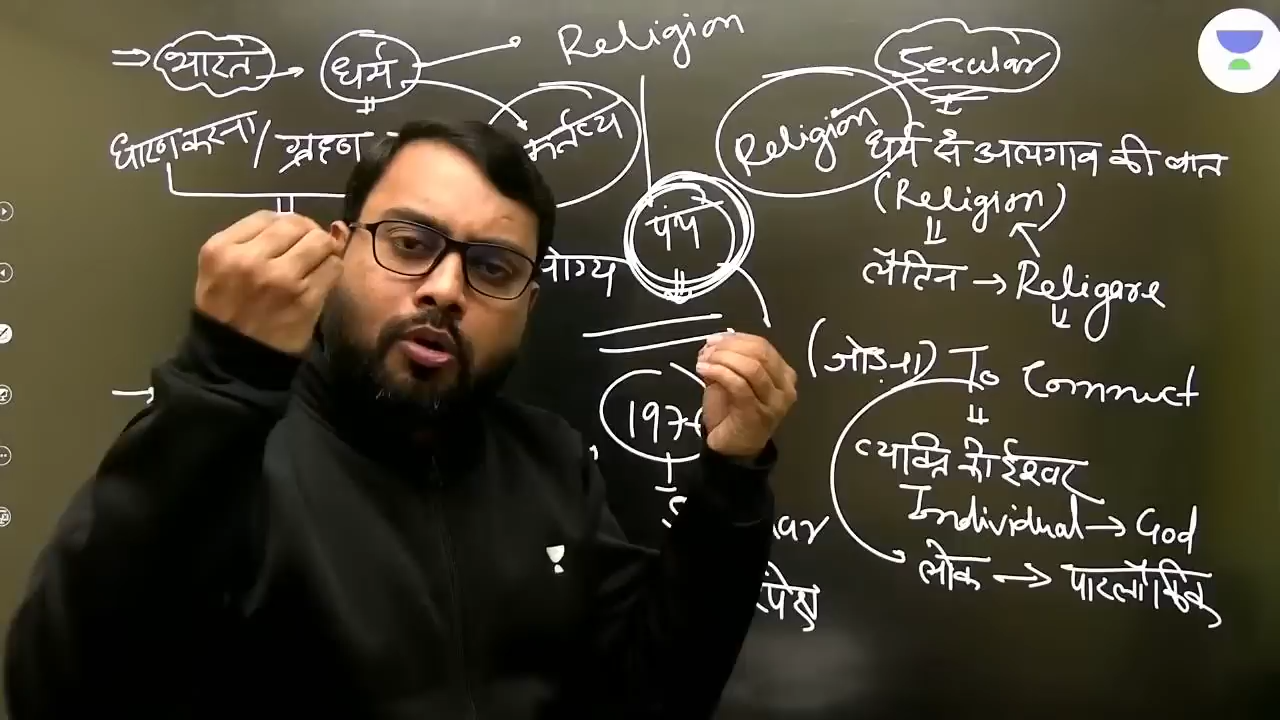 ⇒ भारत → धर्म → Religion
धारण करना / ग्रहण
कर्तव्य
योग्य
पंथ
Religion
Secular
धर्म से अलगाव की बात
(Religion)
लैटिन → Religare
(जोड़ना) To Connect
व्यक्ति को ईश्वर
Individual → God
लोक → पारलौकिक
197